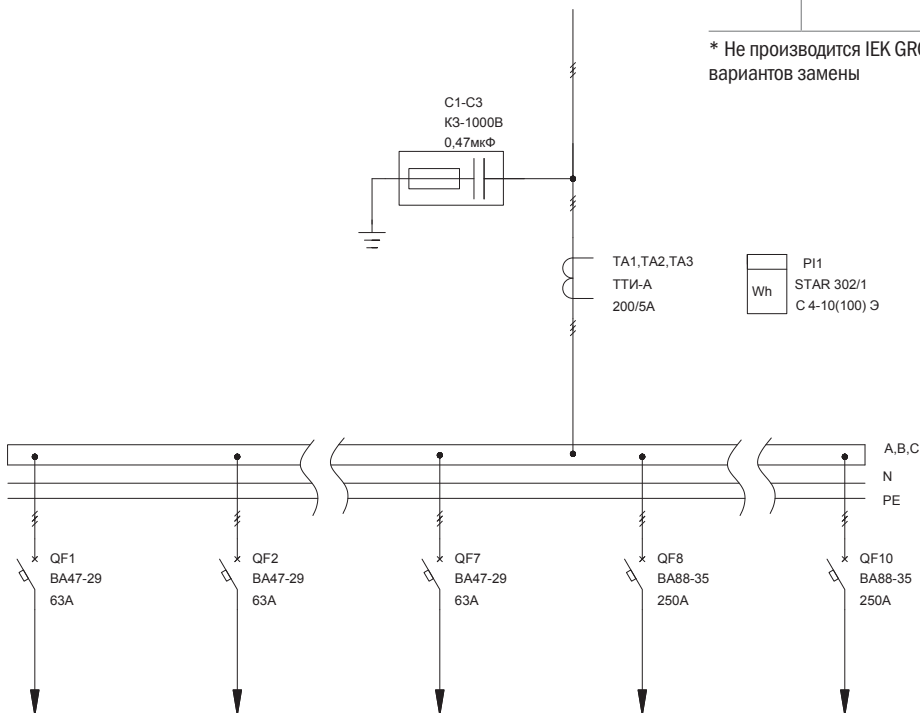 * Не производится IEK
вариантов замены
С1-С3
КЗ-1000В
0,47мкФ
ТА1,ТА2,ТА3
ТТИ-А
200/5А
PI1
Wh
STAR 302/1
С 4-10(100) Э
A,B,C
N
PE
QF1
ВА47-29
63А
QF2
ВА47-29
63А
QF7
ВА47-29
63А
QF8
ВА88-35
250А
QF10
ВА88-35
250А